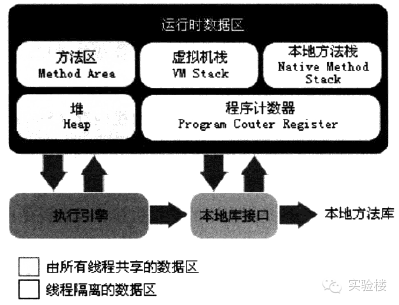 运行时数据区
方法区
Method Area
虚拟机栈
VM Stack
本地方法栈
Native Method
Stack
堆
Heap
程序计数器
Program Couter Register
执行引擎
本地库接口
本地方法库
由所有线程共享的数据区
线程隔离的数据区
实验楼